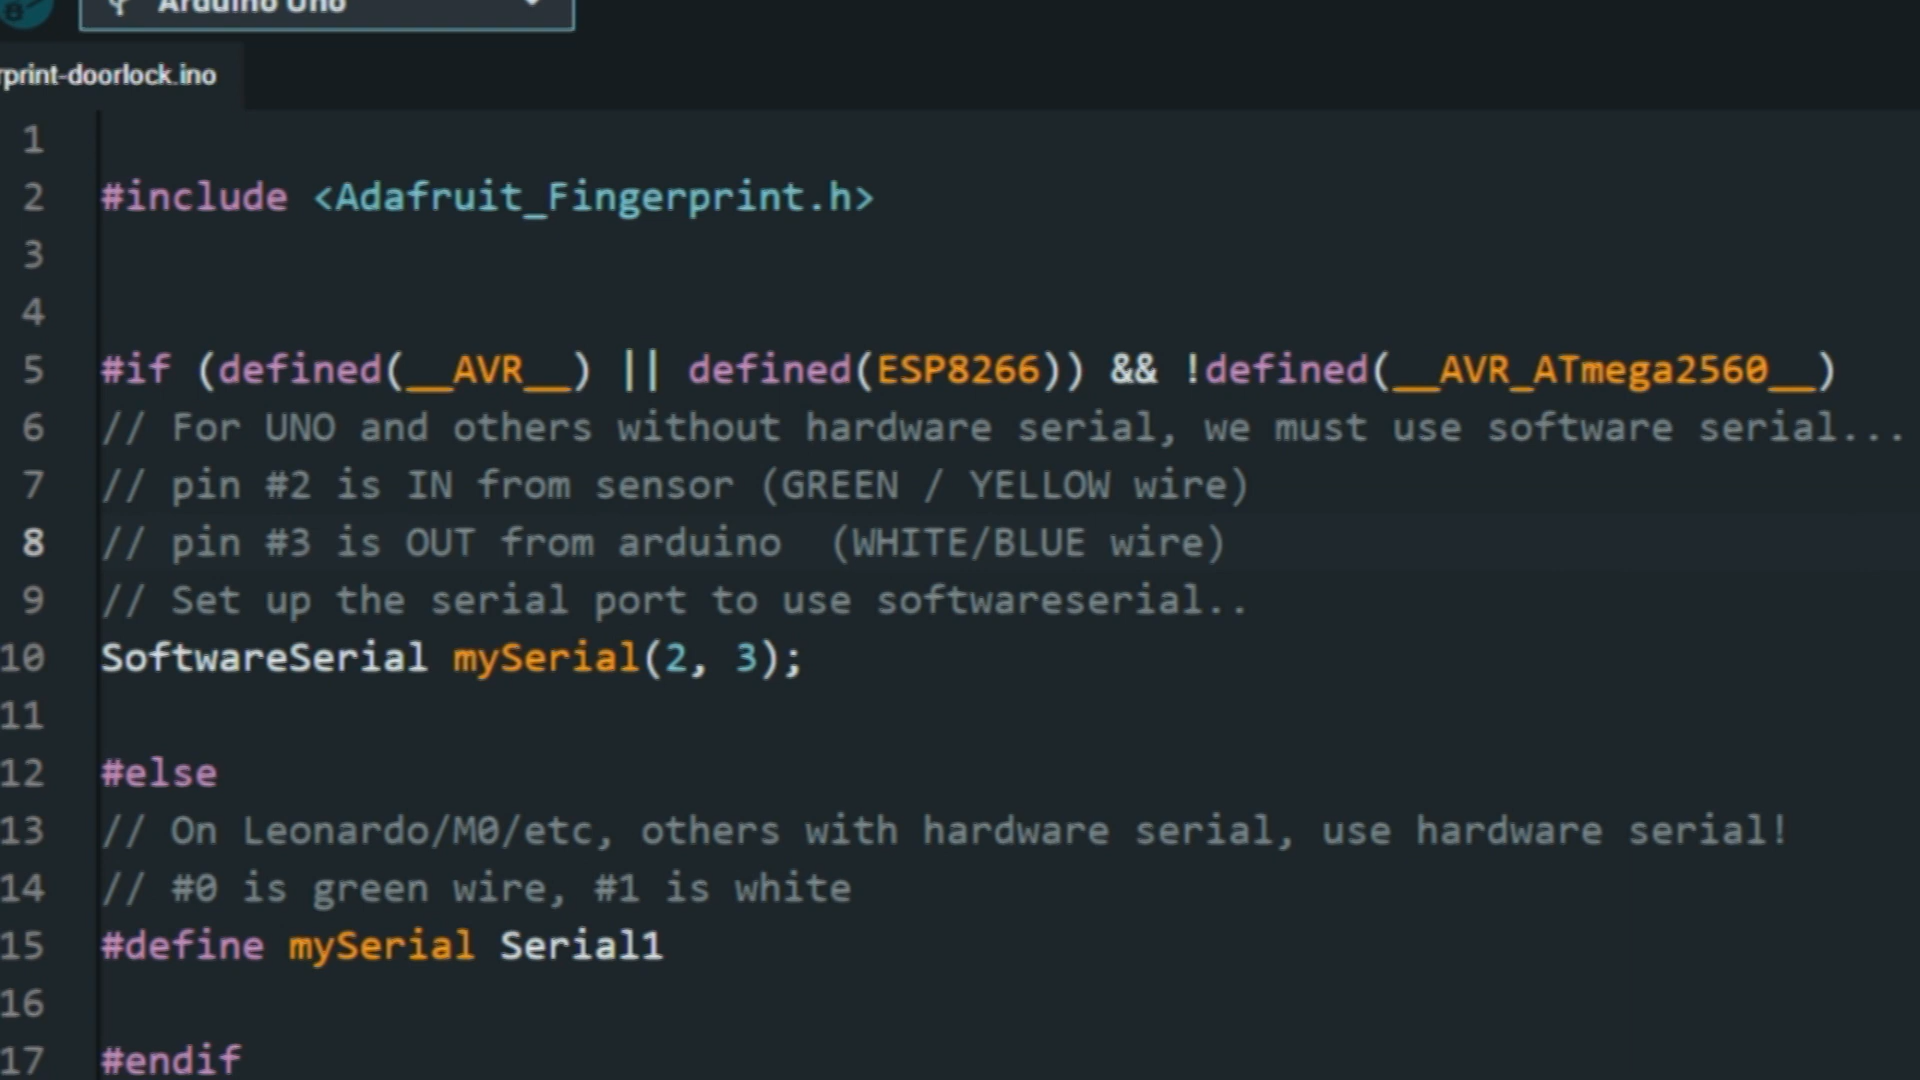 Arduino Uno
rprint-doorlock.ino
1
2 #include <Adafruit_Fingerprint.h>
3
4
5 #if (defined(__AVR__) || defined(ESP8266)) && !defined(__AVR_ATmega2560__)
6 // For UNO and others without hardware serial, we must use software serial...
7 // pin #2 is IN from sensor (GREEN / YELLOW wire)
8 // pin #3 is OUT from arduino  (WHITE/BLUE wire)
9 // Set up the serial port to use softwareserial..
10 SoftwareSerial mySerial(2, 3);
11
12 #else
13 // On Leonardo/M0/etc, others with hardware serial, use hardware serial!
14 // #0 is green wire, #1 is white
15 #define mySerial Serial1
16
17 #endif